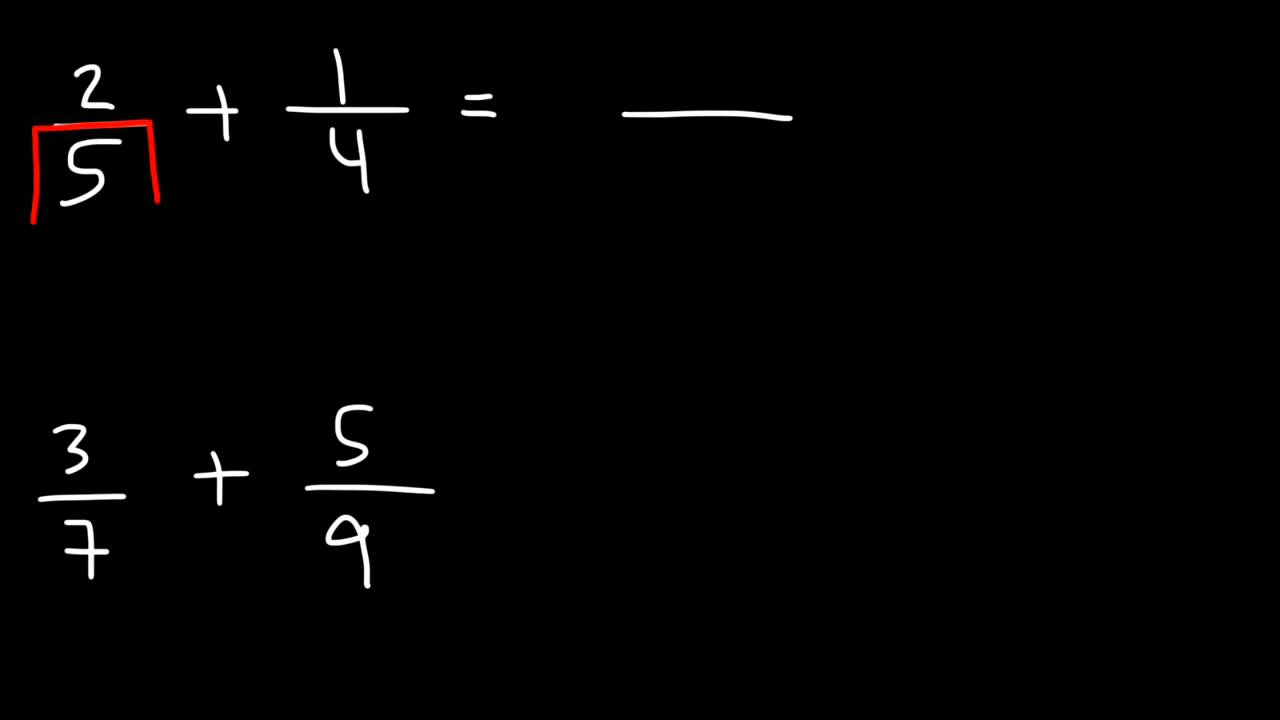 2/5 + 1/4 =
3/7 + 5/9